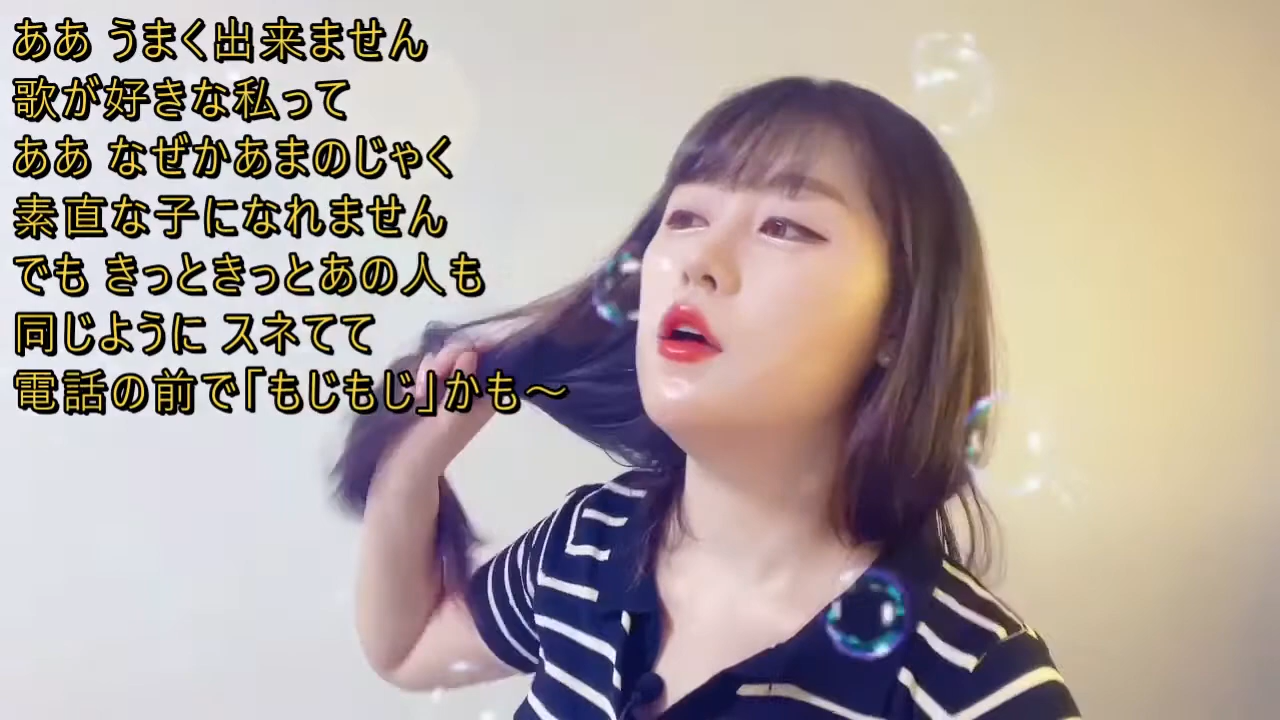 ああ うまく出来ません
歌が好きな私って
ああ なぜかあまのじゃく
素直な子になれません
でも きっときっとあの人も
同じように スネてて
電話の前で「もじもじ」かも～